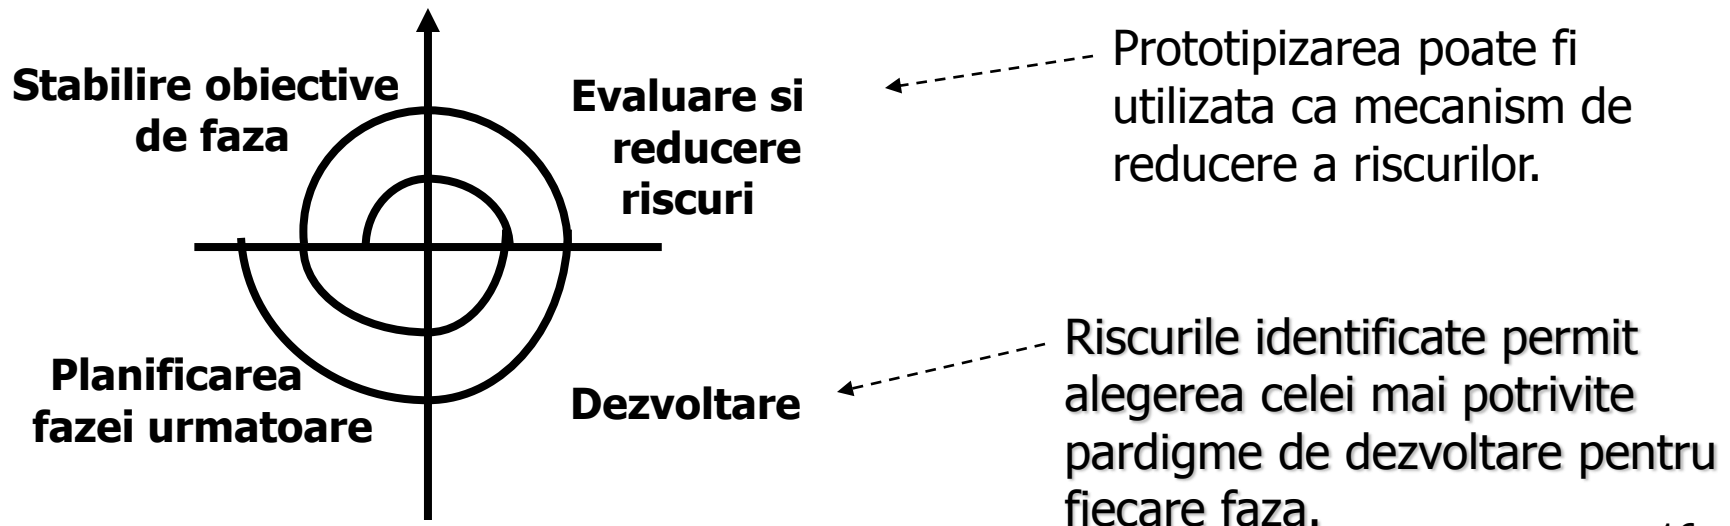 Stabilire obiective
de faza
Evaluare si
reducere
riscuri
Prototipizarea poate fi
utilizata ca mecanism de
reducere a riscurilor.
Planificarea
fazei urmatoare
Dezvoltare
Riscurile identificate permit
alegerea celei mai potrivite
pardigme de dezvoltare pentru
fiecare faza.